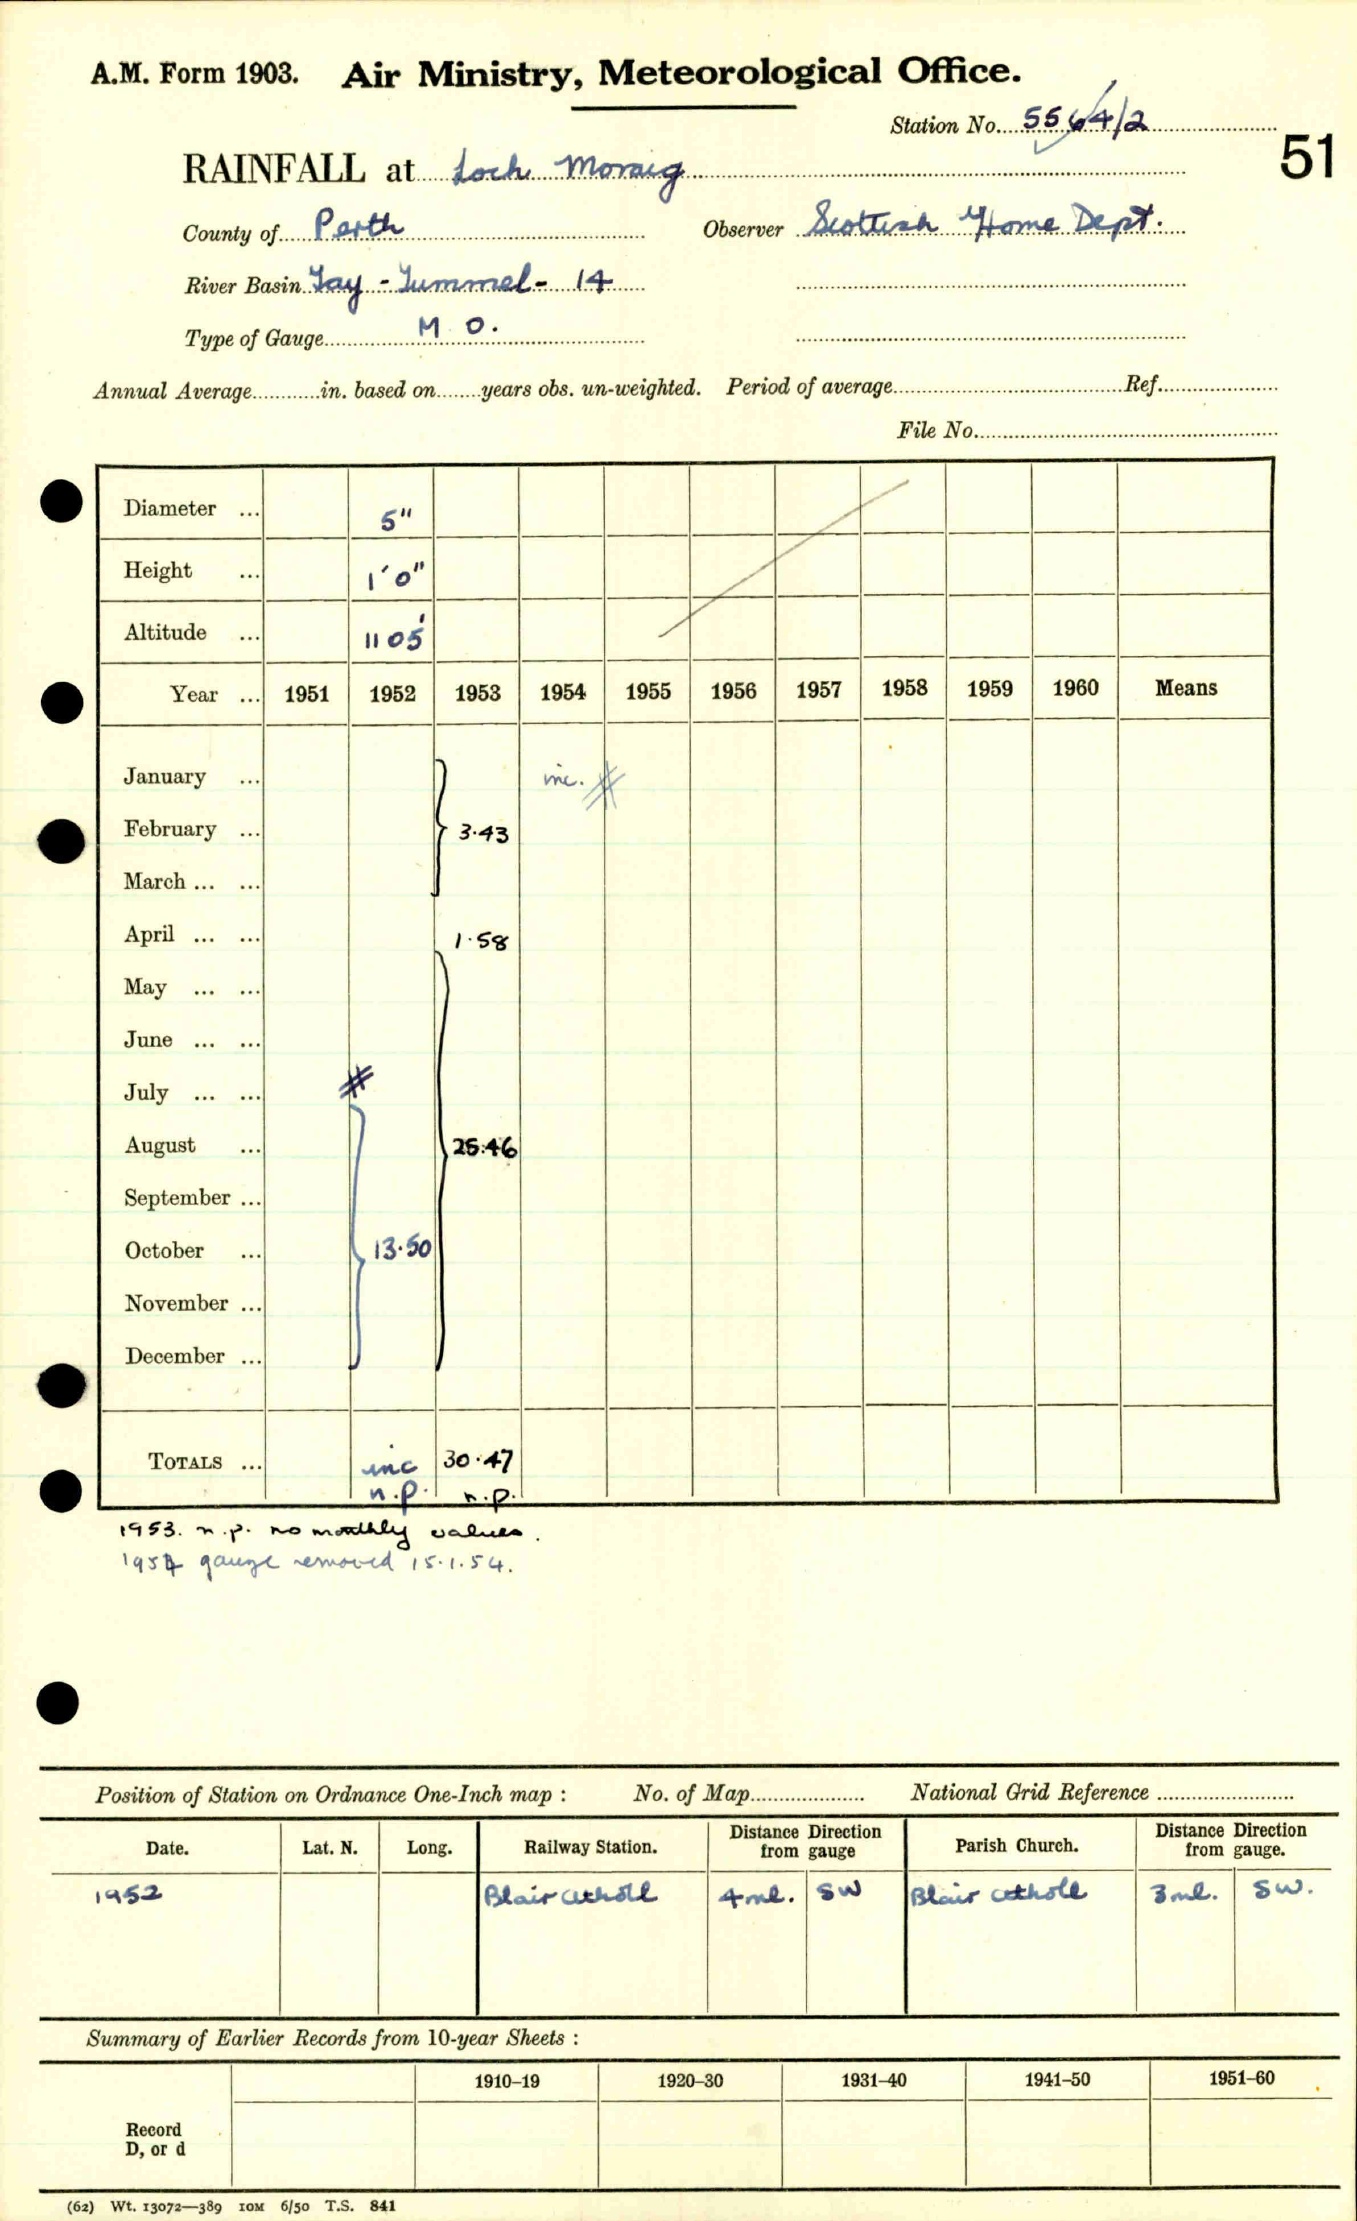 A.M. Form 1903. Air Ministry, Meteorological Office.
Station No. 5564/2
51
RAINFALL at Loch Moraig
County of Perth Observer Scottish Home Dept.
River Basin Tay - Tummel - 14
Type of Gauge M O.
Annual Average in. based on years obs. un-weighted. Period of average Ref.
File No.
Diameter ... 5"
Height ... 1'0"
Altitude ... 1105'
Year ... 1951 1952 1953 1954 1955 1956 1957 1958 1959 1960 Means
January ... inc. #
February ... 3.43
March ... ...
April ... ... 1.58
May ... ...
June ... ...
July ... ... #
August ... 25.46
September ...
October ... 13.50
November ...
December ...
TOTALS ... inc 30.47
n.p. n.p.
1953. n.p. no monthly values.
1954 gauge removed 15.1.54.
Position of Station on Ordnance One-Inch map : No. of Map National Grid Reference
Date. Lat. N. Long. Railway Station. Distance Direction from gauge Parish Church. Distance Direction from gauge.
1952 Blair Atholl 4 ml. SW Blair Atholl 3 ml. SW.
Summary of Earlier Records from 10-year Sheets :
1910–19 1920–30 1931–40 1941–50 1951–60
Record
D, or d
(62) Wt. 13072—389 10M 6/50 T.S. 841